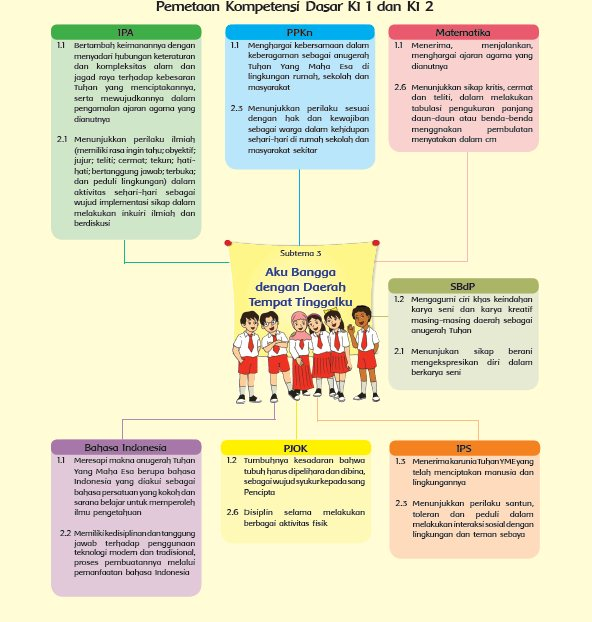 Pemetaan Kompetensi Dasar KI 1 dan KI 2
IPA
1.1 Bertambah keimanannya dengan
menyadari hubungan keteraturan
dan kompleksitas alam dan
jagad raya terhadap kebesaran
Tuhan yang menciptakannya,
serta mewujudkannya dalam
pengamalan ajaran agama yang
dianutnya
2.1 Menunjukkan perilaku ilmiah
(memiliki rasa ingin tahu; obyektif;
jujur; teliti; cermat; tekun; hati-
hati; bertanggung jawab; terbuka;
dan peduli lingkungan) dalam
aktivitas sehari-hari sebagai
wujud implementasi sikap dalam
melakukan inkuiri ilmiah dan
berdiskusi
PPKn
1.1 Menghargai kebersamaan dalam
keberagaman sebagai anugerah
Tuhan Yang Maha Esa di
lingkungan rumah, sekolah dan
masyarakat
2.3 Menunjukkan perilaku sesuai
dengan hak dan kewajiban
sebagai warga dalam kehidupan
sehari-hari di rumah sekolah dan
masyarakat sekitar
Matematika
1.1 Menerima, menjalankan,
menghargai ajaran agama yang
dianutnya
2.6 Menunjukkan sikap kritis, cermat
dan teliti, dalam melakukan
tabulasi pengukuran panjang
daun-daun atau benda-benda
menggnakan pembulatan
menyatakan dalam cm
Subtema 3
Aku Bangga
dengan Daerah
Tempat Tinggalku
SBdP
1.2 Mengagumi ciri khas keindahan
karya seni dan karya kreatif
masing-masing daerah sebagai
anugerah Tuhan
2.1 Menunjukan sikap berani
mengekspresikan diri dalam
berkarya seni
Bahasa Indonesia
1.1 Meresapi makna anugerah Tuhan
Yang Maha Esa berupa bahasa
Indonesia yang diakui sebagai
bahasa persatuan yang kokoh dan
sarana belajar untuk memperoleh
ilmu pengetahuan
2.2 Memiliki kedisiplinan dan tanggung
jawab terhadap penggunaan
teknologi modern dan tradisional,
proses pembuatannya melalui
pemanfaatan bahasa Indonesia
PJOK
1.2 Tumbuhnya kesadaran bahwa
tubuh harus dipelihara dan dibina,
sebagai wujud syukur kepada sang
Pencipta
2.6 Disiplin selama melakukan
berbagai aktivitas fisik
IPS
1.3 Menerima karunia Tuhan YME yang
telah menciptakan manusia dan
lingkungannya
2.3 Menunjukkan perilaku santun,
toleran dan peduli dalam
melakukan interaksi sosial dengan
lingkungan dan teman sebaya